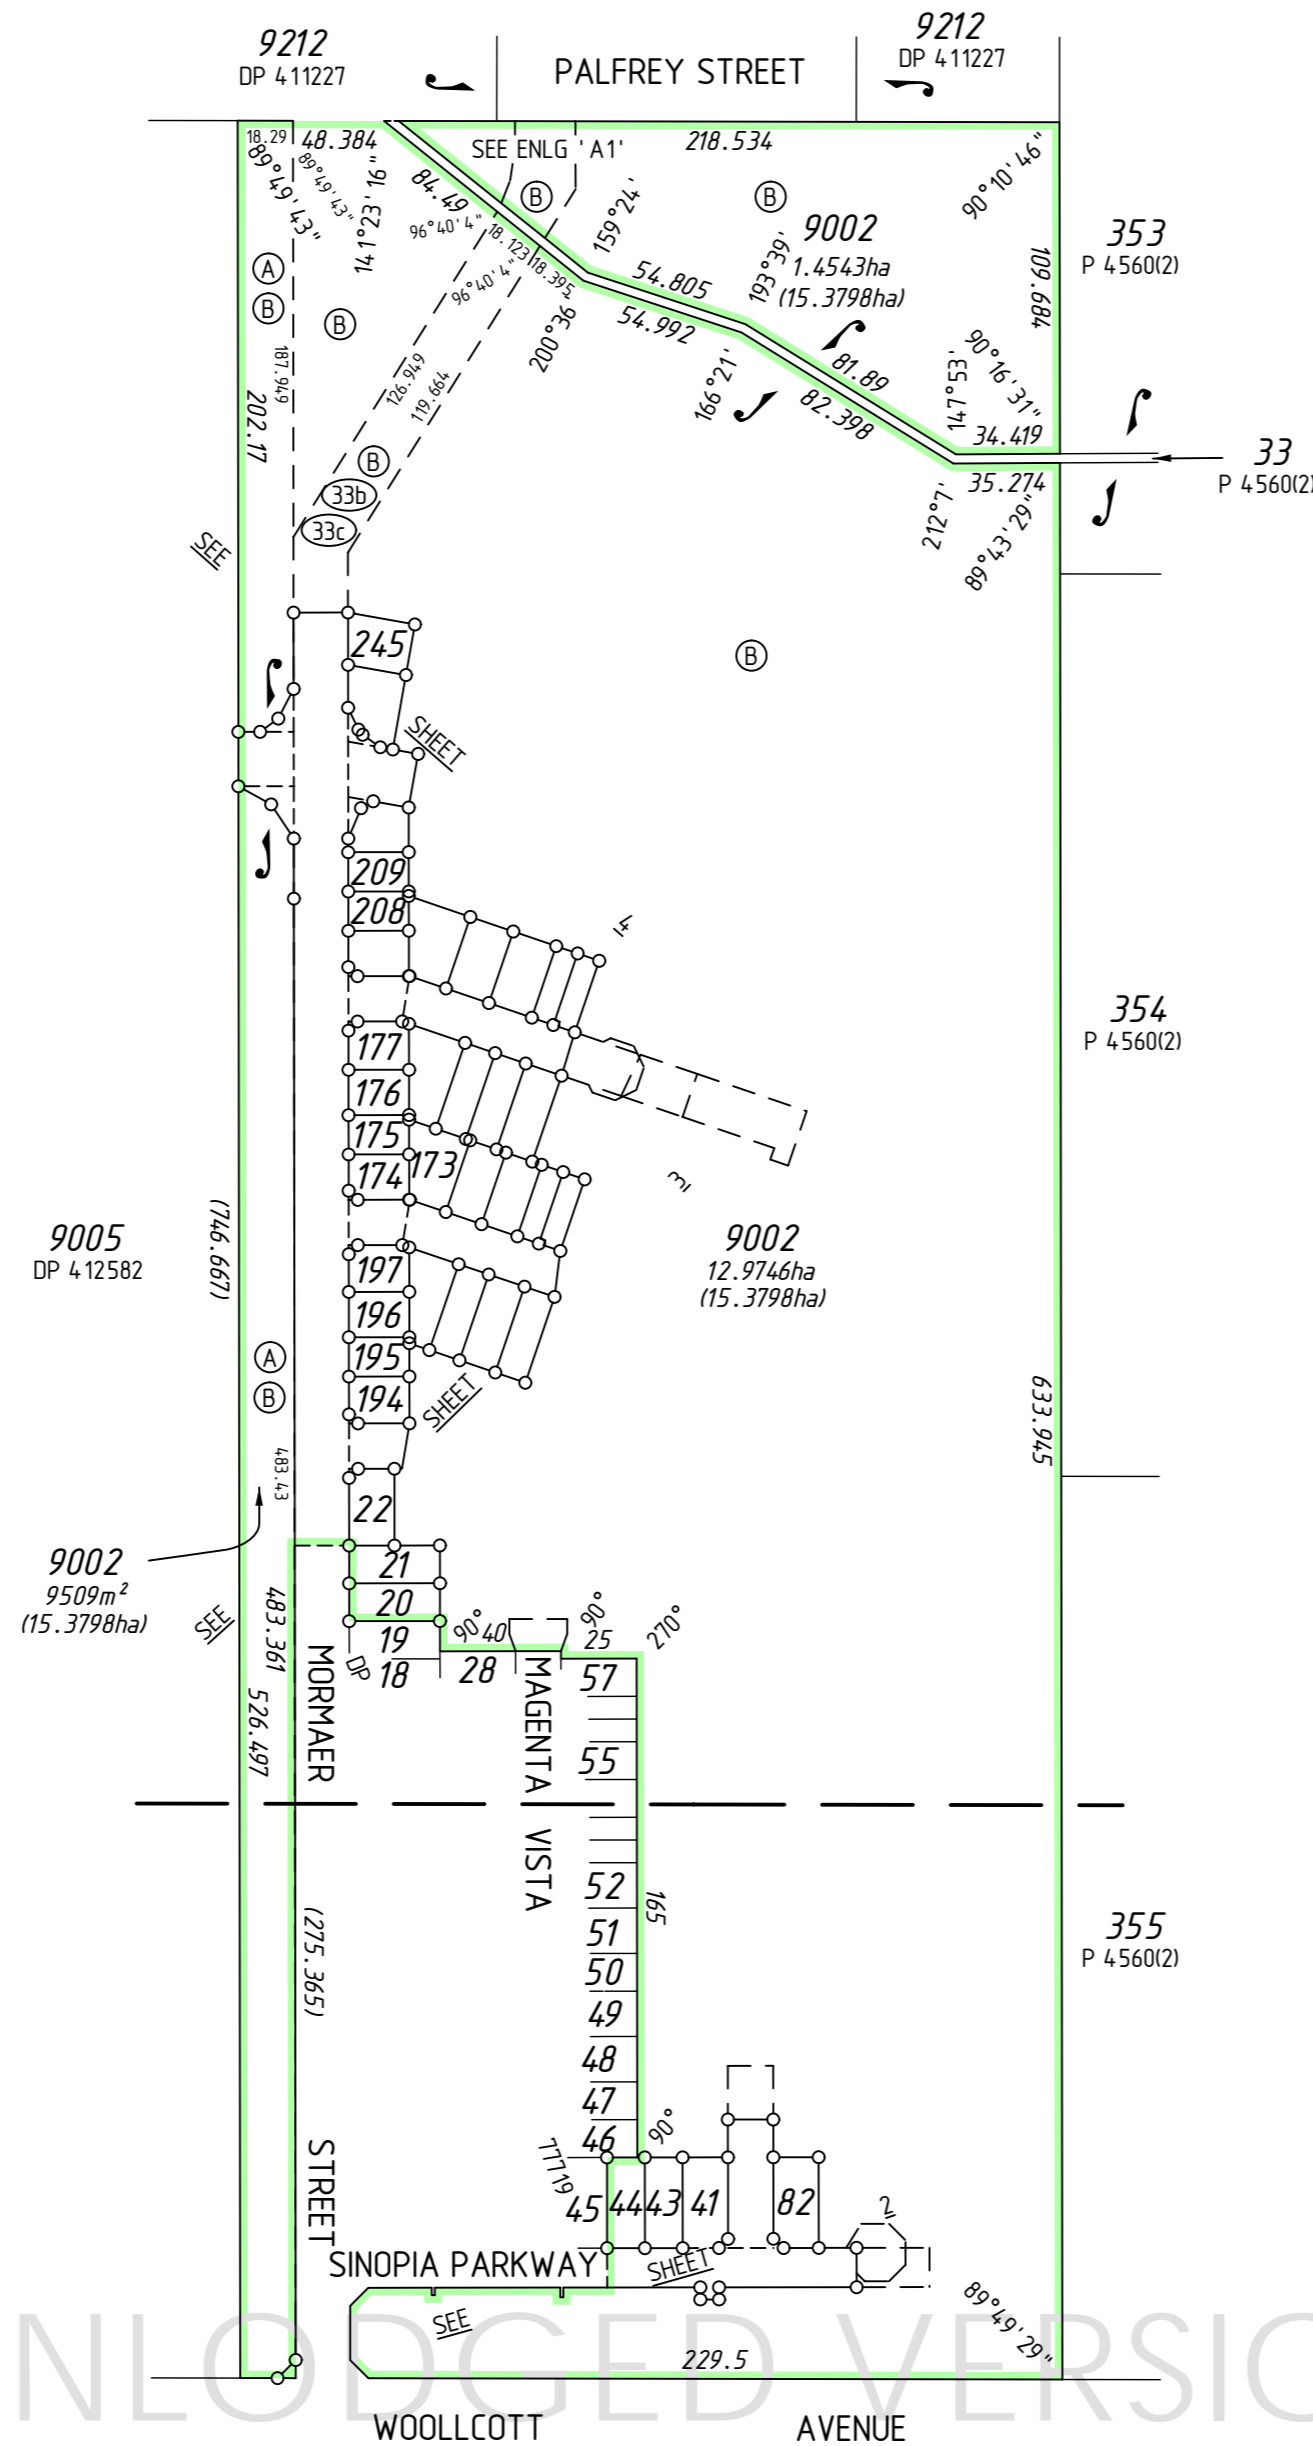 9212
DP 411227
PALFREY STREET
9212
DP 411227
18.29
48.384
SEE ENLG 'A1'
218.534
89°49'43"
89°49'43"
141°23'16"
84.49
96°40'4"
18.123
96°40'4"
18.395
B
159°24'
B
90°10'46"
9002
1.4543ha
(15.3798ha)
193°39'
54.805
54.992
200°36'
109.684
353
P 4560(2)
A
B
B
187.949
202.17
126.949
119.664
166°21'
81.89
82.398
147°53'
90°16'31"
34.419
35.274
33
P 4560(2)
212°7'
89°43'29"
B
33b
33c
SEE
245
B
SHEET
209
208
4
177
176
175
174
173
3
354
P 4560(2)
9005
DP 412582
(746.667)
197
196
195
194
9002
12.9746ha
(15.3798ha)
A
B
SHEET
633.945
483.43
22
9002
9509m²
(15.3798ha)
SEE
21
20
19
18
DP
90°
40
28
90°
25
270°
57
483.361
526.497
MORMAER
MAGENTA
55
VISTA
52
165
51
50
49
48
47
46
(275.365)
355
P 4560(2)
90°
77719
STREET
45
44
43
41
82
2
SINOPIA PARKWAY
SHEET
SEE
89°49'29"
229.5
NLODGED VERSIO
WOOLLCOTT
AVENUE